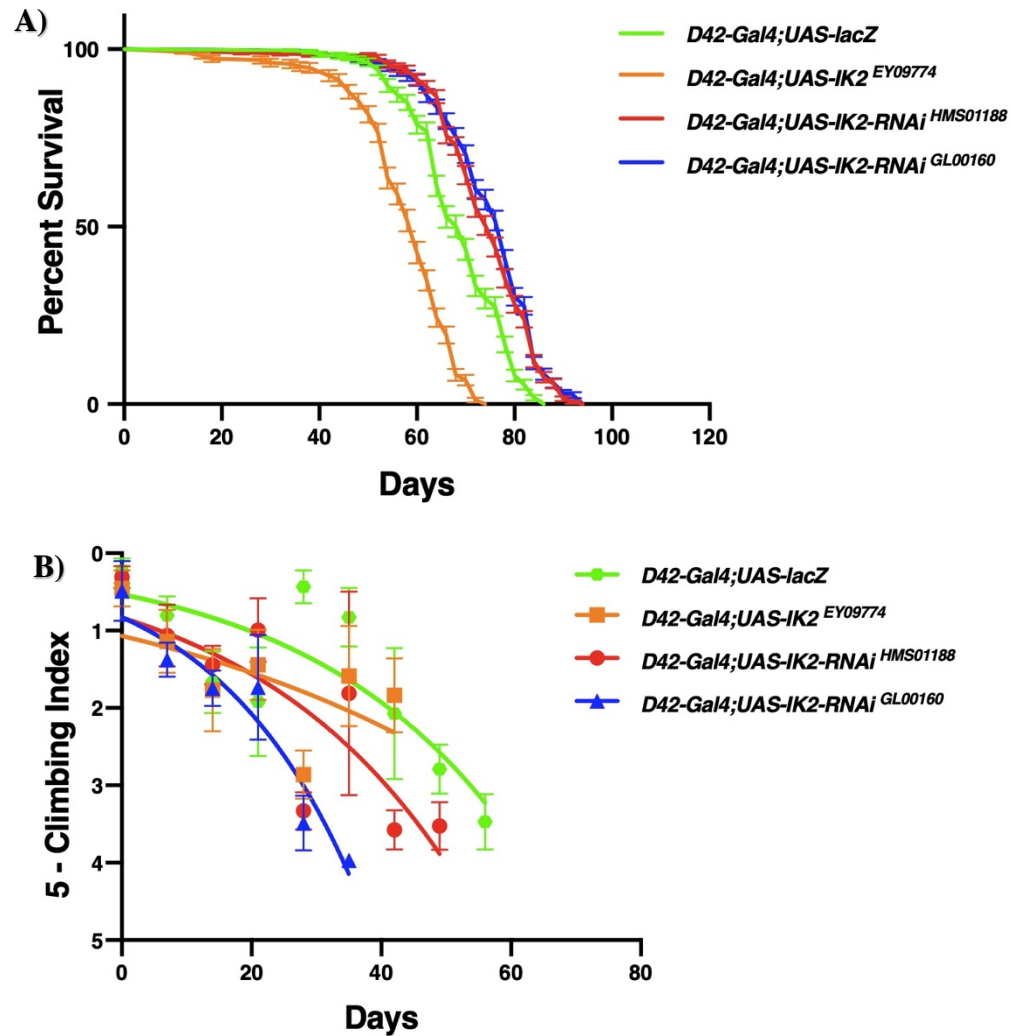 A)
100
50
0
Percent Survival
0 20 40 60 80 100 120
Days
D42-Gal4;UAS-lacZ
D42-Gal4;UAS-IK2 EY09774
D42-Gal4;UAS-IK2-RNAi HMS01188
D42-Gal4;UAS-IK2-RNAi GL00160
B)
0
1
2
3
4
5
5 - Climbing Index
0 20 40 60 80
Days
D42-Gal4;UAS-lacZ
D42-Gal4;UAS-IK2 EY09774
D42-Gal4;UAS-IK2-RNAi HMS01188
D42-Gal4;UAS-IK2-RNAi GL00160